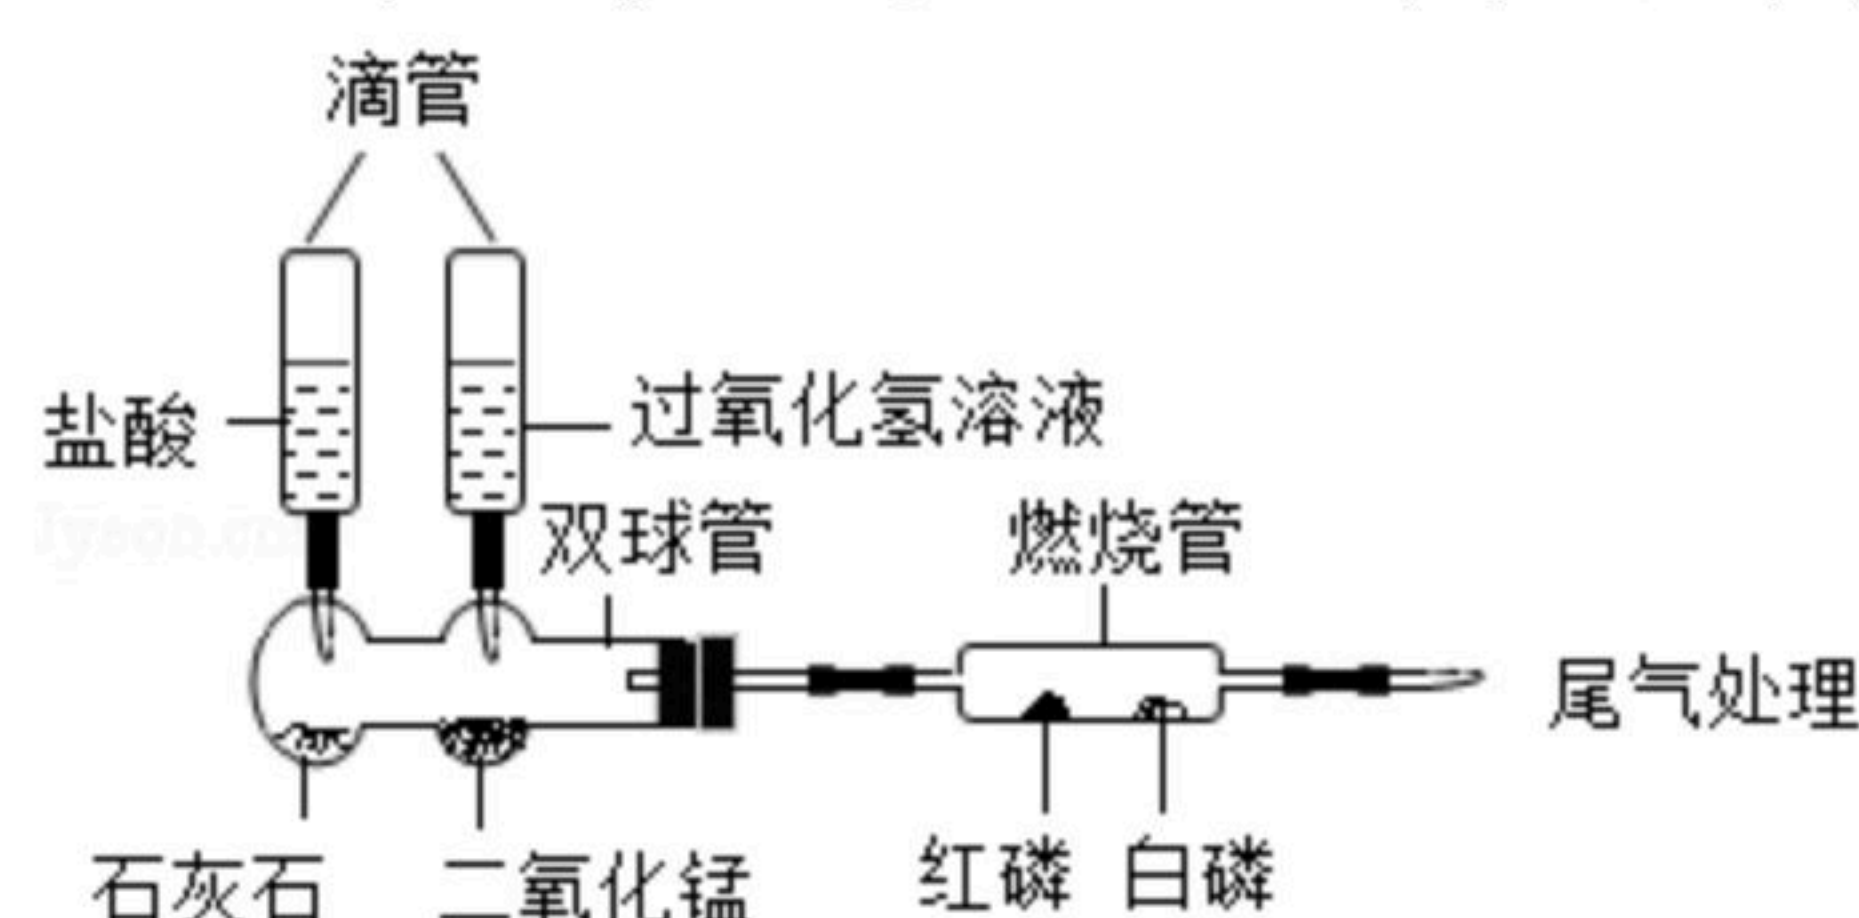 滴管
盐酸
过氧化氢溶液
双球管
燃烧管
尾气处理
石灰石
二氧化锰
红磷
白磷